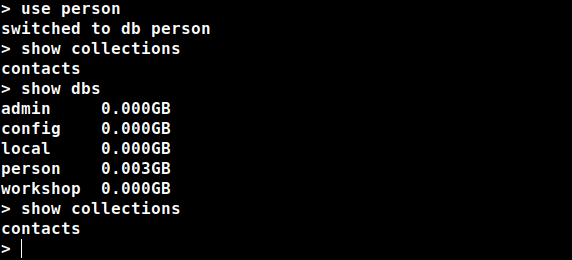 > use person
switched to db person
> show collections
contacts
> show dbs
admin     0.000GB
config    0.000GB
local     0.000GB
person    0.003GB
workshop  0.000GB
> show collections
contacts
>